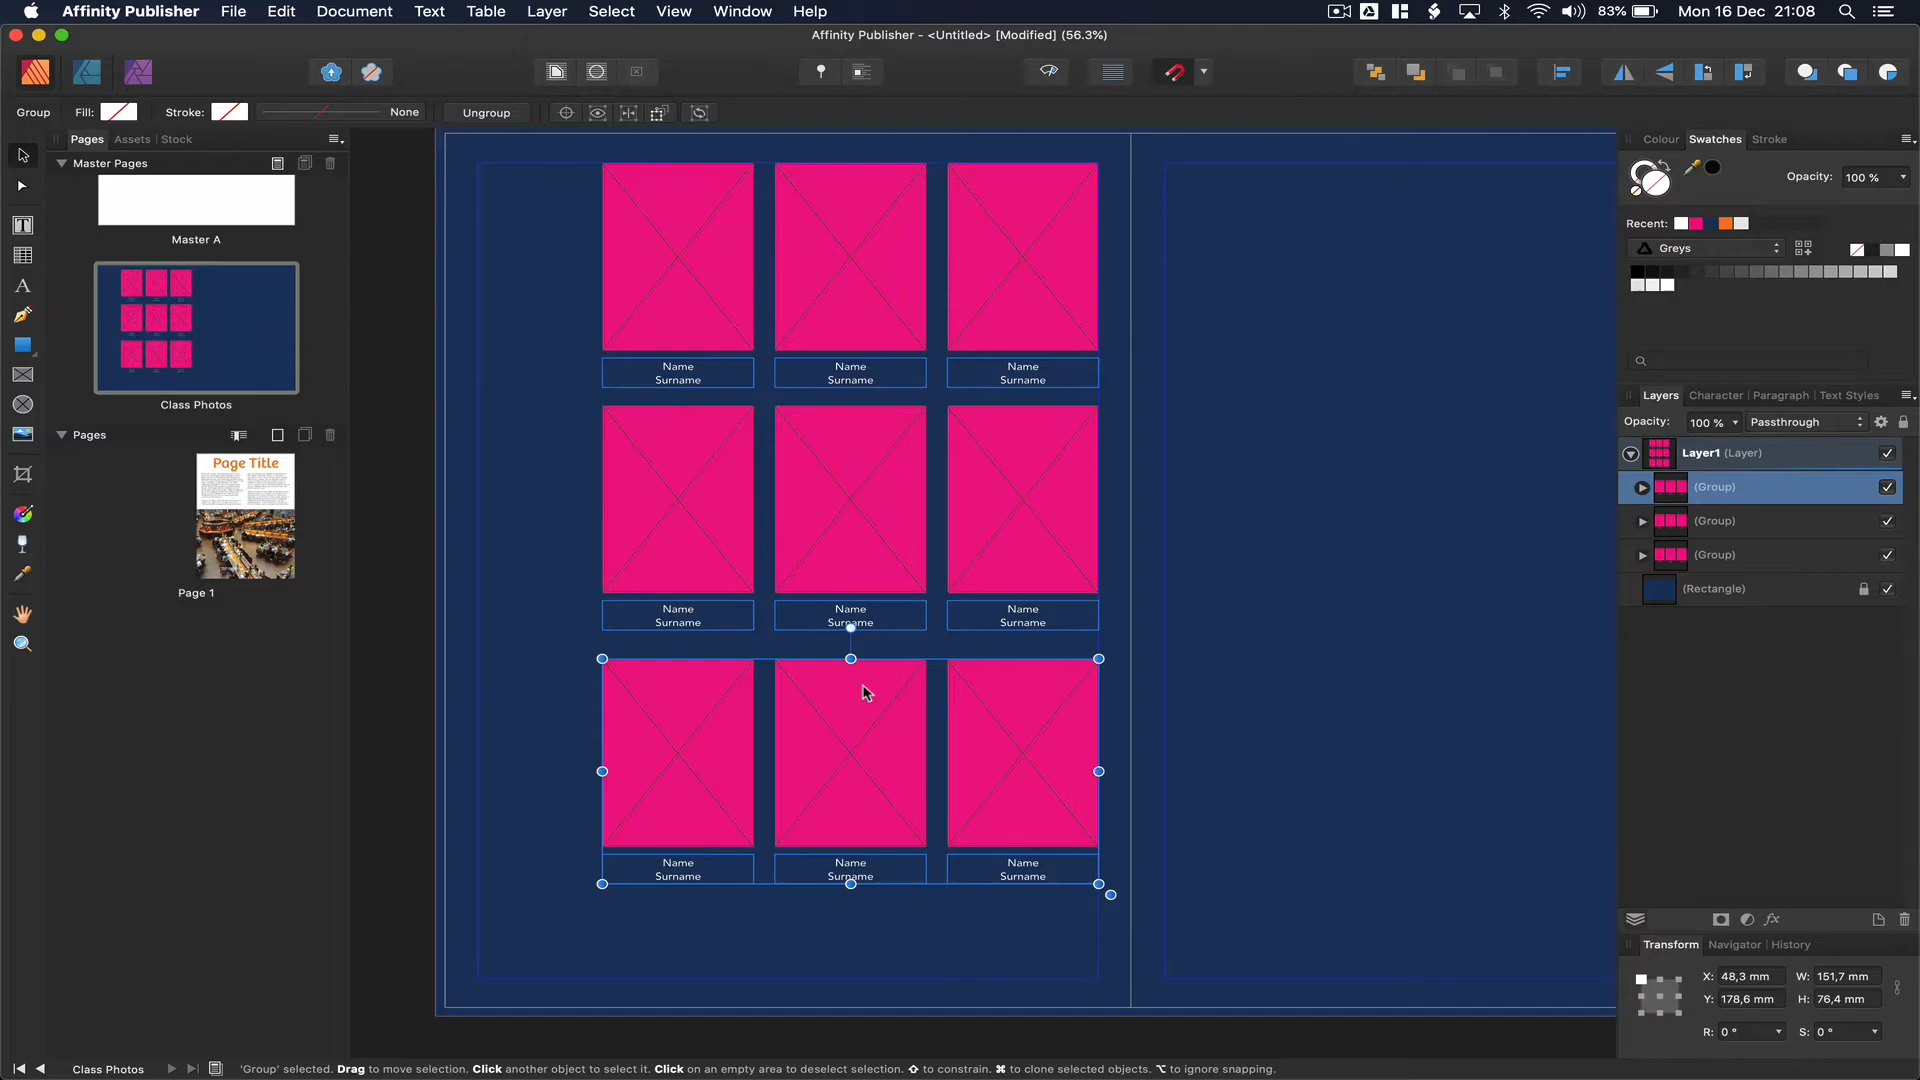 Affinity Publisher File Edit Document Text Table Layer Select View Window Help 83% Mon 16 Dec 21:08
Affinity Publisher - <Untitled> [Modified] (56.3%)
Group Fill: Stroke: None Ungroup
Pages Assets Stock
Master Pages
Master A
Class Photos
Pages
Page Title
Page 1
Name
Surname
Name
Surname
Name
Surname
Name
Surname
Name
Surname
Name
Surname
Name
Surname
Name
Surname
Name
Surname
Colour Swatches Stroke
Opacity: 100 %
Recent:
Greys
Layers Character Paragraph Text Styles
Opacity: 100 % Passthrough
Layer1 (Layer)
(Group)
(Group)
(Group)
(Rectangle)
fx
Transform Navigator History
X: 48,3 mm W: 151,7 mm
Y: 178,6 mm H: 76,4 mm
R: 0 ° S: 0 °
Class Photos 'Group' selected. Drag to move selection. Click another object to select it. Click on an empty area to deselect selection. ⇧ to constrain. ⌘ to clone selected objects. ⌥ to ignore snapping.